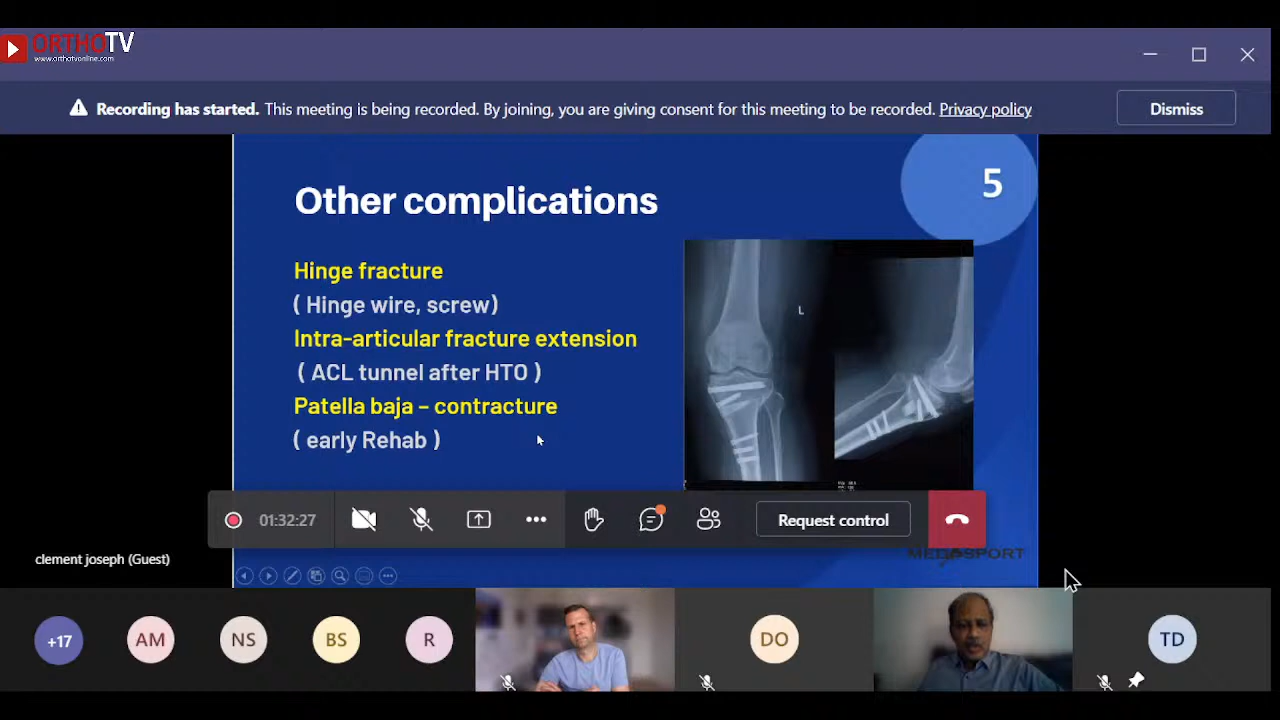 ORTHOTV
www.orthotvonline.com
Recording has started. This meeting is being recorded. By joining, you are giving consent for this meeting to be recorded. Privacy policy
Dismiss
5
Other complications
Hinge fracture
( Hinge wire, screw)
Intra-articular fracture extension
( ACL tunnel after HTO )
Patella baja – contracture
( early Rehab )
L
01:32:27
Request control
MEDSPORT
clement joseph (Guest)
+17
AM
NS
BS
R
DO
TD